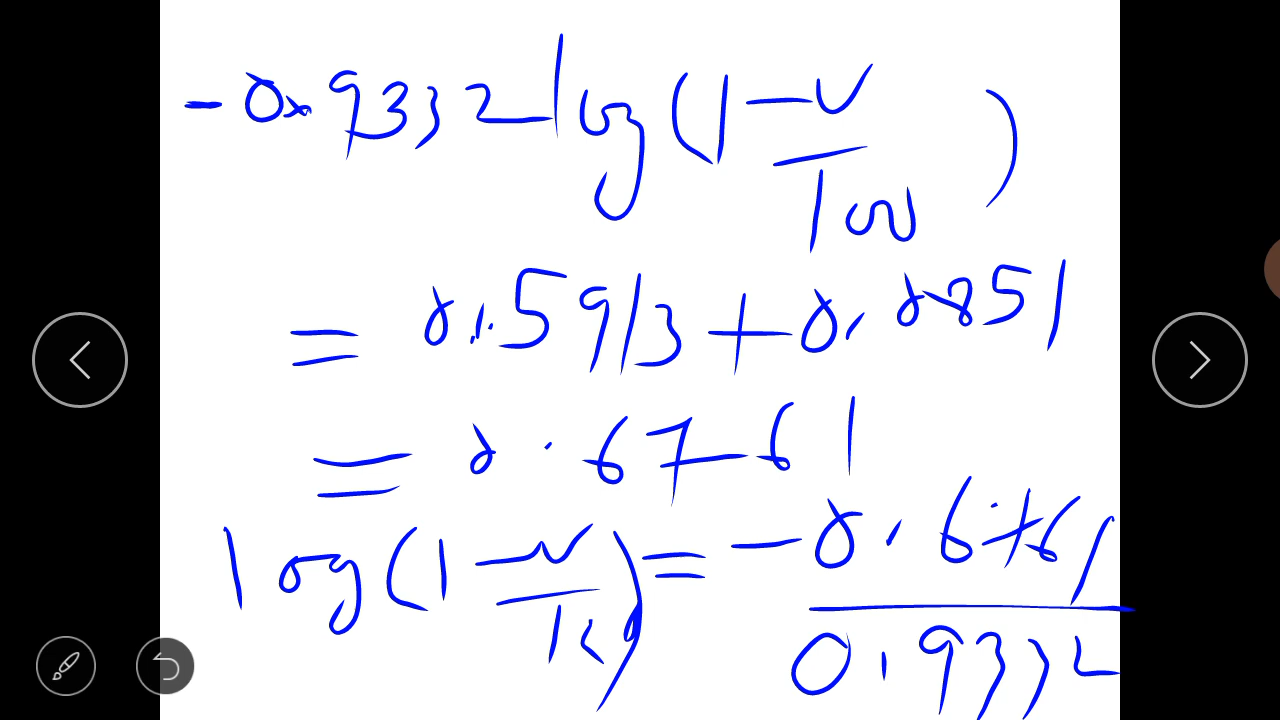 -0.9332 log(1-U/100)
= 0.5913+0.0851
= 0.6761
log(1-U/100) = -0.6761/0.9332